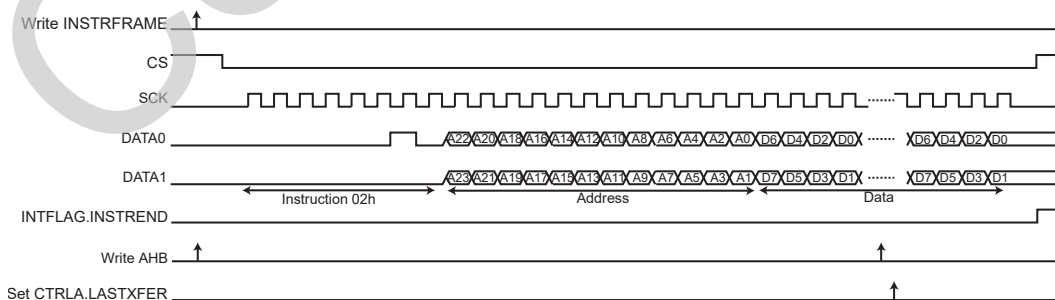 Write INSTRFRAME
CS
SCK
DATA0 A22 A20 A18 A16 A14 A12 A10 A8 A6 A4 A2 A0 D6 D4 D2 D0 D6 D4 D2 D0
DATA1 A23 A21 A19 A17 A15 A13 A11 A9 A7 A5 A3 A1 D7 D5 D3 D1 D7 D5 D3 D1
Instruction 02h Address Data
INTFLAG.INSTREND
Write AHB
Set CTRLA.LASTXFER